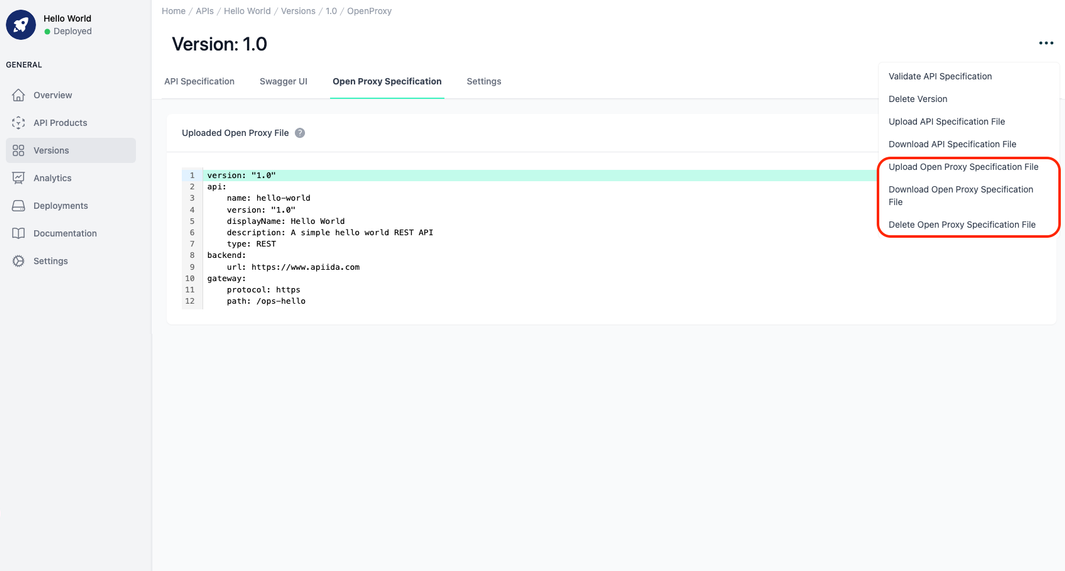 Hello World
Deployed
GENERAL
Overview
API Products
Versions
Analytics
Deployments
Documentation
Settings
Home / APIs / Hello World / Versions / 1.0 / OpenProxy
Version: 1.0
API Specification
Swagger UI
Open Proxy Specification
Settings
Validate API Specification
Delete Version
Upload API Specification File
Download API Specification File
Upload Open Proxy Specification File
Download Open Proxy Specification
File
Delete Open Proxy Specification File
Uploaded Open Proxy File ?
1 version: "1.0"
2 api:
3 name: hello-world
4 version: "1.0"
5 displayName: Hello World
6 description: A simple hello world REST API
7 type: REST
8 backend:
9 url: https://www.apiida.com
10 gateway:
11 protocol: https
12 path: /ops-hello